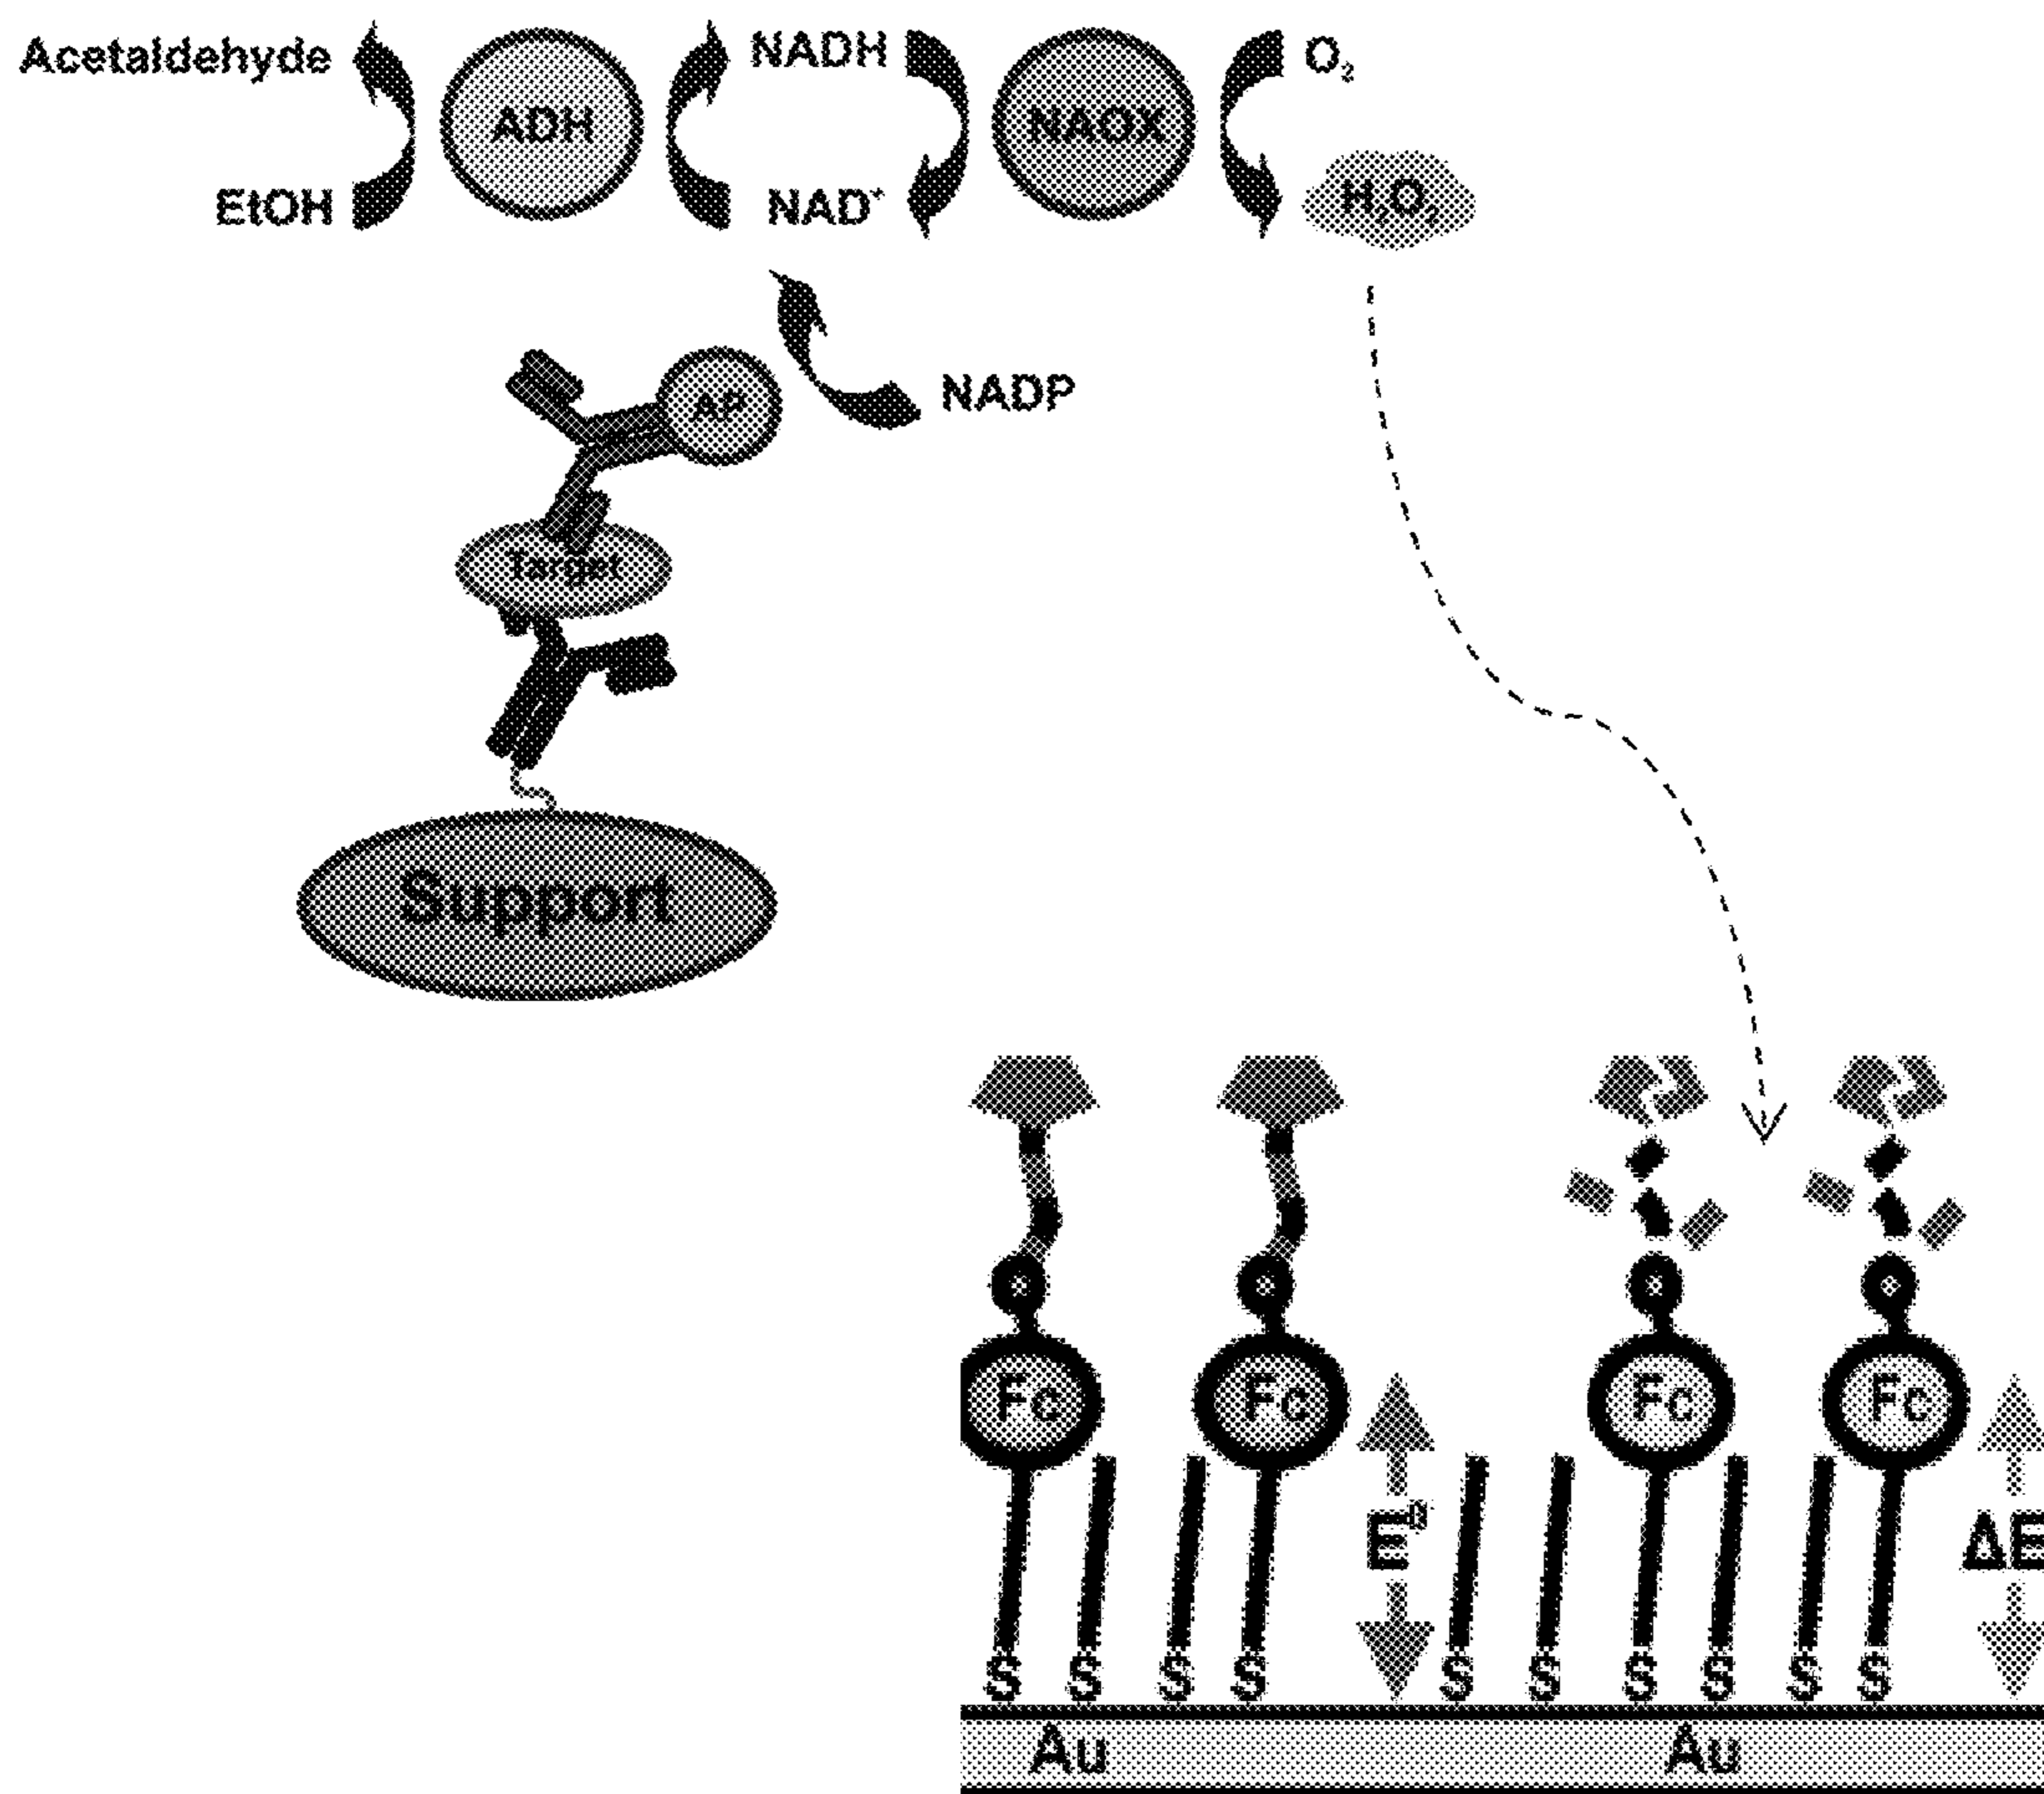 Acetaldehyde
ADH
NADH
NAOX
O₂
EtOH
NAD⁺
H₂O₂
AP
NADP
Target
Support
Fc Fc Fc Fc
E⁰ ΔE
S S S S S S S S S S
Au Au